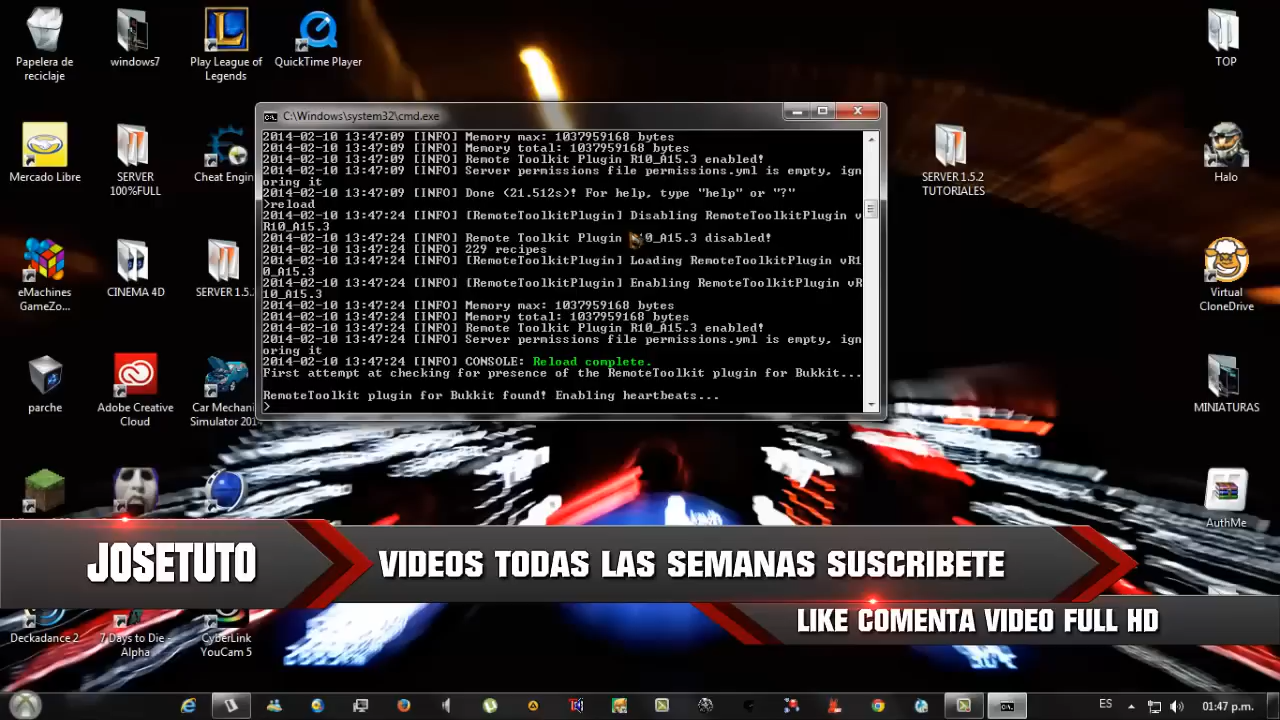 Papelera de
reciclaje
windows7
Play League of
Legends
QuickTime Player
TOP
Mercado Libre
SERVER
100%FULL
Cheat Engin
SERVER 1.5.2
TUTORIALES
Halo
eMachines
GameZo...
CINEMA 4D
SERVER 1.5.
Virtual
CloneDrive
parche
Adobe Creative
Cloud
Car Mechani
Simulator 201
MINIATURAS
AuthMe
C:\Windows\system32\cmd.exe
2014-02-10 13:47:09 [INFO] Memory max: 1037959168 bytes
2014-02-10 13:47:09 [INFO] Memory total: 1037959168 bytes
2014-02-10 13:47:09 [INFO] Remote Toolkit Plugin R10_A15.3 enabled!
2014-02-10 13:47:09 [INFO] Server permissions file permissions.yml is empty, ign
oring it
2014-02-10 13:47:09 [INFO] Done (21.512s)! For help, type "help" or "?"
>reload
2014-02-10 13:47:24 [INFO] [RemoteToolkitPlugin] Disabling RemoteToolkitPlugin v
R10_A15.3
2014-02-10 13:47:24 [INFO] Remote Toolkit Plugin 0_A15.3 disabled!
2014-02-10 13:47:24 [INFO] 229 recipes
2014-02-10 13:47:24 [INFO] [RemoteToolkitPlugin] Loading RemoteToolkitPlugin vR1
0_A15.3
2014-02-10 13:47:24 [INFO] [RemoteToolkitPlugin] Enabling RemoteToolkitPlugin vR
10_A15.3
2014-02-10 13:47:24 [INFO] Memory max: 1037959168 bytes
2014-02-10 13:47:24 [INFO] Memory total: 1037959168 bytes
2014-02-10 13:47:24 [INFO] Remote Toolkit Plugin R10_A15.3 enabled!
2014-02-10 13:47:24 [INFO] Server permissions file permissions.yml is empty, ign
oring it
2014-02-10 13:47:24 [INFO] CONSOLE: Reload complete.
First attempt at checking for presence of the RemoteToolkit plugin for Bukkit...
RemoteToolkit plugin for Bukkit found! Enabling heartbeats...
>
JOSETUTO
VIDEOS TODAS LAS SEMANAS SUSCRIBETE
LIKE COMENTA VIDEO FULL HD
Deckadance 2
7 Days to Die -
Alpha
CyberLink
YouCam 5
ES
01:47 p.m.